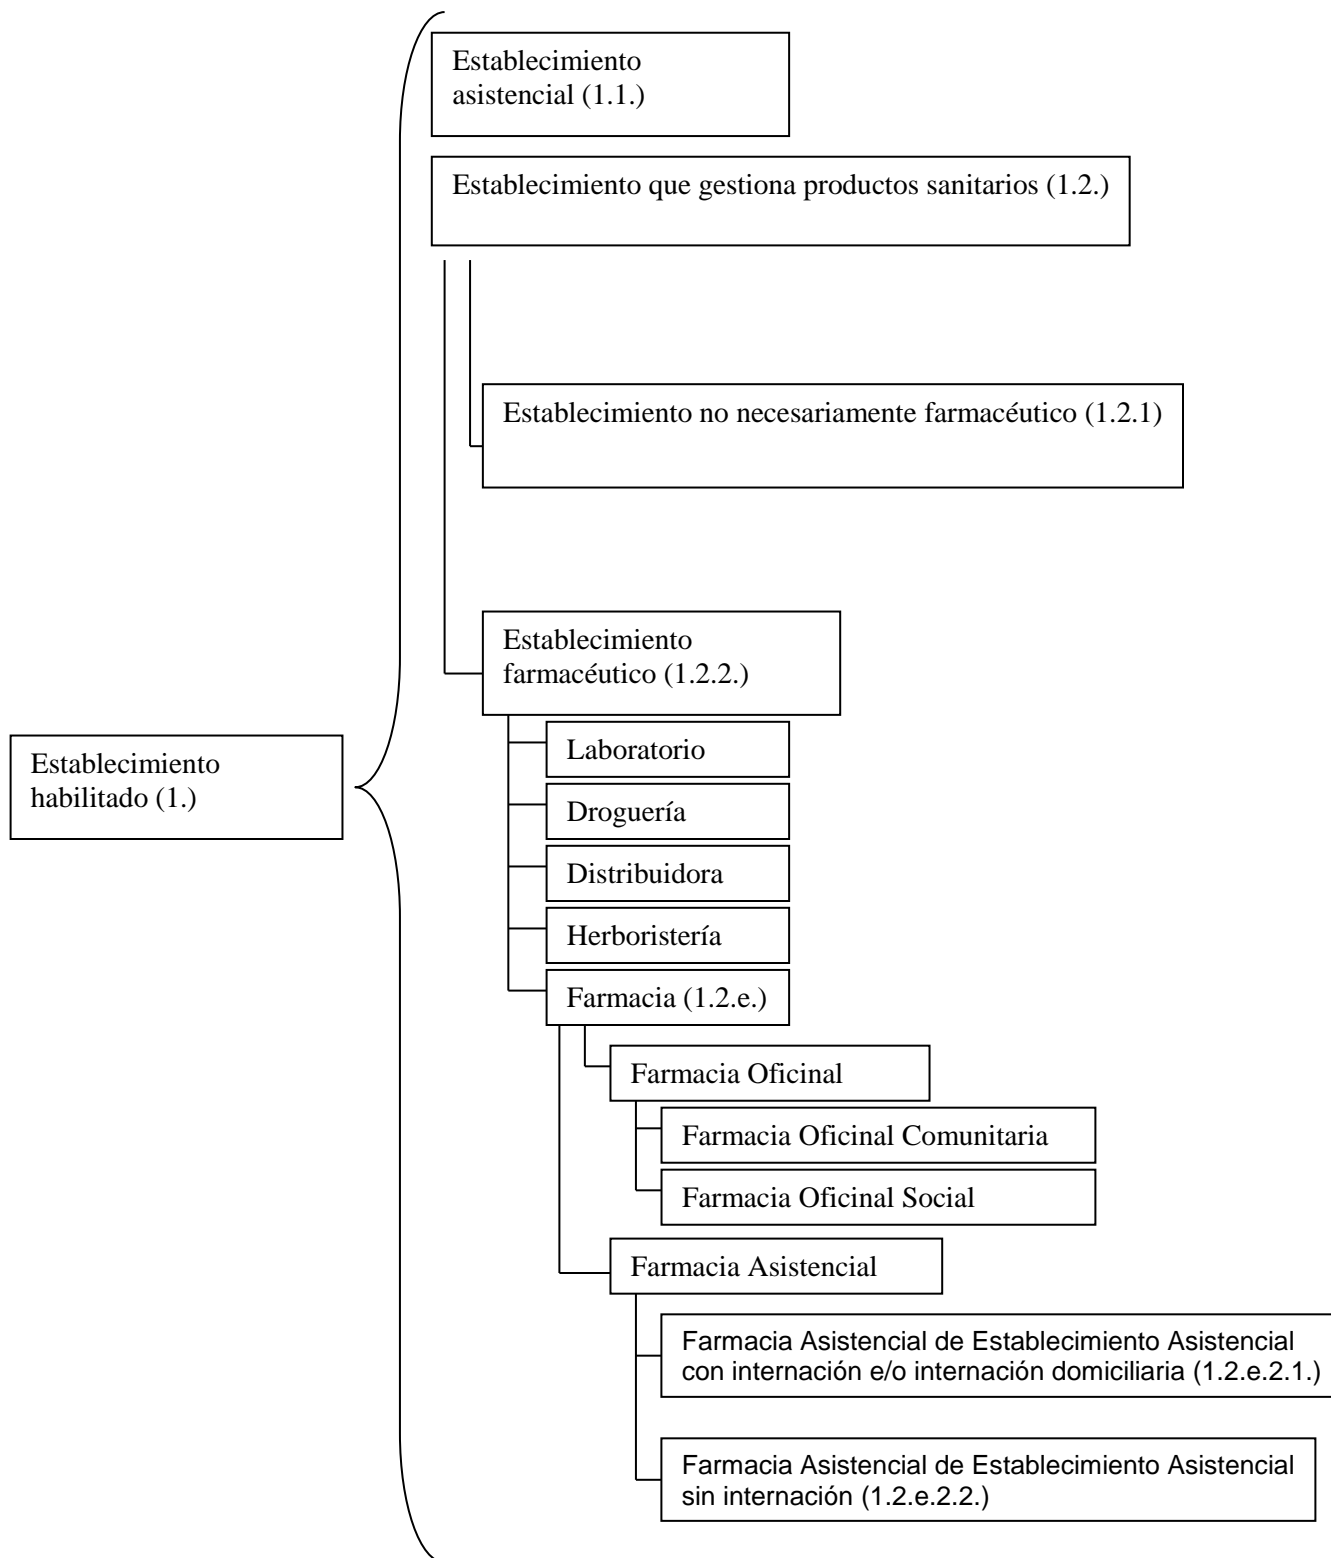 Establecimiento
asistencial (1.1.)
Establecimiento que gestiona productos sanitarios (1.2.)
Establecimiento no necesariamente farmacéutico (1.2.1)
Establecimiento
farmacéutico (1.2.2.)
Establecimiento
habilitado (1.)
Laboratorio
Droguería
Distribuidora
Herboristería
Farmacia (1.2.e.)
Farmacia Oficinal
Farmacia Oficinal Comunitaria
Farmacia Oficinal Social
Farmacia Asistencial
Farmacia Asistencial de Establecimiento Asistencial
con internación e/o internación domiciliaria (1.2.e.2.1.)
Farmacia Asistencial de Establecimiento Asistencial
sin internación (1.2.e.2.2.)